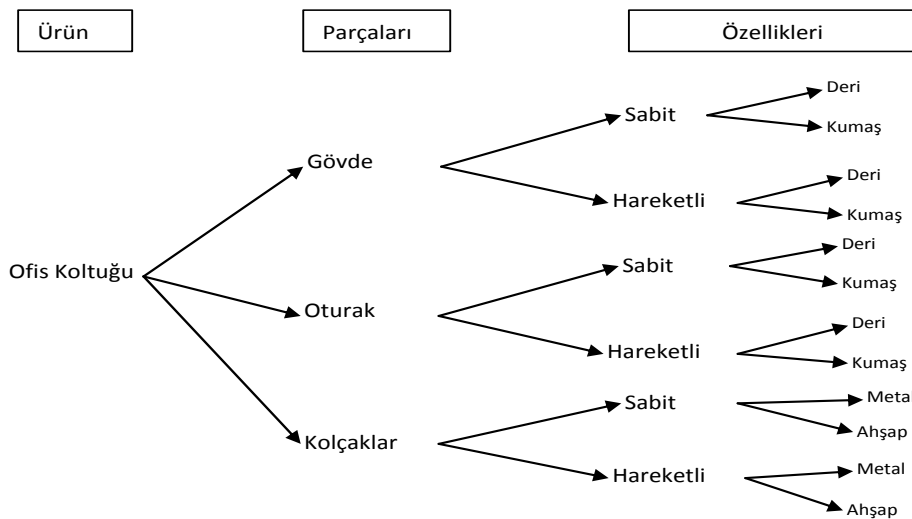 Ürün Parçaları Özellikleri
Deri
Sabit
Kumaş
Gövde
Deri
Hareketli
Kumaş
Deri
Ofis Koltuğu
Sabit
Kumaş
Oturak
Deri
Hareketli
Kumaş
Metal
Sabit
Ahşap
Kolçaklar
Metal
Hareketli
Ahşap